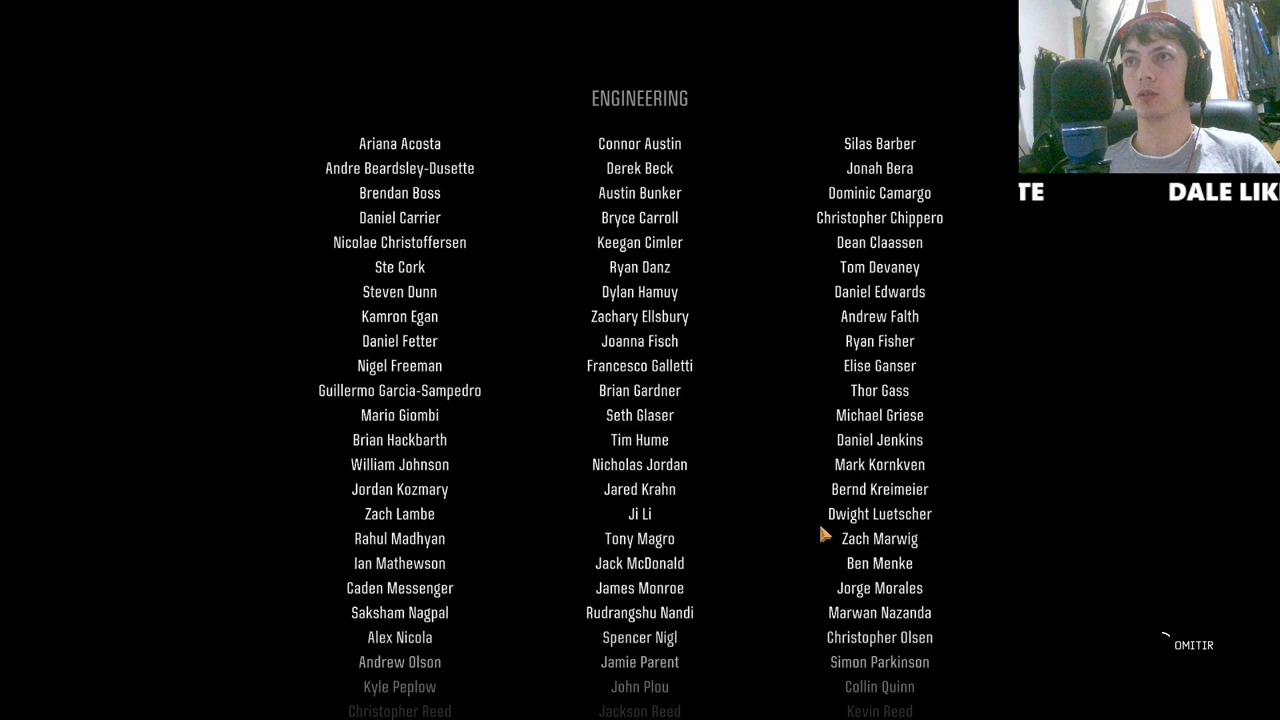 ENGINEERING
Ariana Acosta Connor Austin Silas Barber
Andre Beardsley-Dusette Derek Beck Jonah Bera
Brendan Boss Austin Bunker Dominic Camargo
Daniel Carrier Bryce Carroll Christopher Chippero
Nicolae Christoffersen Keegan Cimler Dean Claassen
Ste Cork Ryan Danz Tom Devaney
Steven Dunn Dylan Hamuy Daniel Edwards
Kamron Egan Zachary Ellsbury Andrew Falth
Daniel Fetter Joanna Fisch Ryan Fisher
Nigel Freeman Francesco Galletti Elise Ganser
Guillermo Garcia-Sampedro Brian Gardner Thor Gass
Mario Giombi Seth Glaser Michael Griese
Brian Hackbarth Tim Hume Daniel Jenkins
William Johnson Nicholas Jordan Mark Kornkven
Jordan Kozmary Jared Krahn Bernd Kreimeier
Zach Lambe Ji Li Dwight Luetscher
Rahul Madhyan Tony Magro Zach Marwig
Ian Mathewson Jack McDonald Ben Menke
Caden Messenger James Monroe Jorge Morales
Saksham Nagpal Rudrangshu Nandi Marwan Nazanda
Alex Nicola Spencer Nigl Christopher Olsen
Andrew Olson Jamie Parent Simon Parkinson
Kyle Peplow John Plou Collin Quinn
Christopher Reed Jackson Reed Kevin Reed
TE DALE LIK
OMITIR